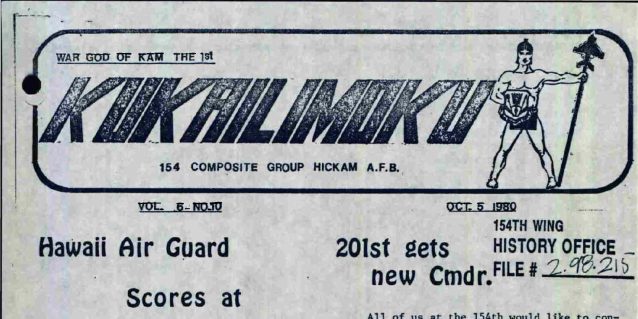 WAR GOD OF KAM THE 1st
KUKAILIMOKU
154 COMPOSITE GROUP HICKAM A.F.B.
VOL. 6-NO.10
OCT. 5 1980
154TH WING
HISTORY OFFICE
FILE # 2.98.215
Hawaii Air Guard
Scores at
201st gets
new Cmdr.
All of us at the 154th would like to con-